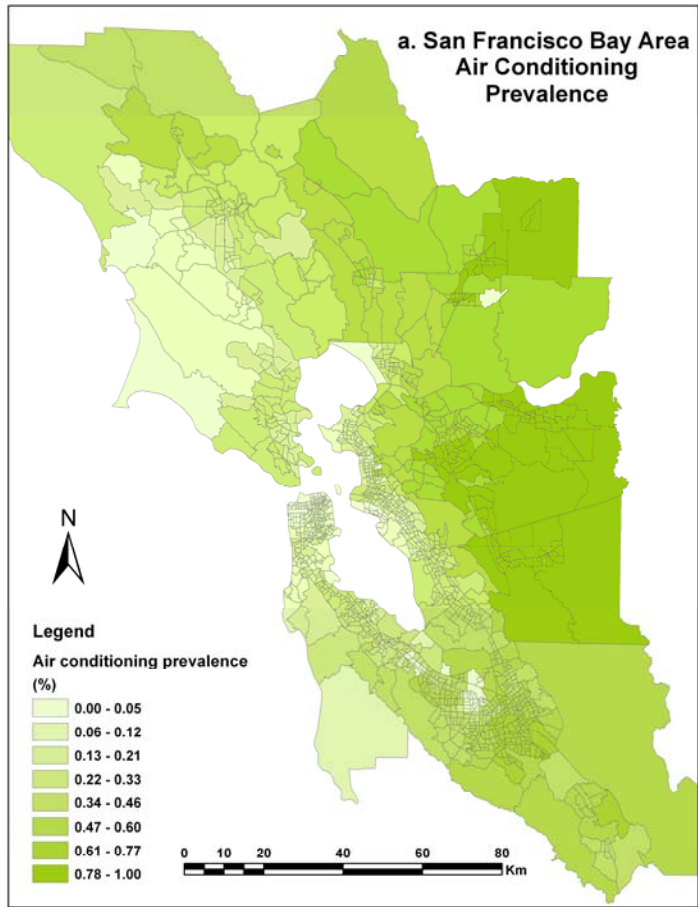 a. San Francisco Bay Area
Air Conditioning
Prevalence
N
Legend
Air conditioning prevalence
(%)
0.00 - 0.05
0.06 - 0.12
0.13 - 0.21
0.22 - 0.33
0.34 - 0.46
0.47 - 0.60
0.61 - 0.77
0.78 - 1.00
0 10 20 40 60 80
Km